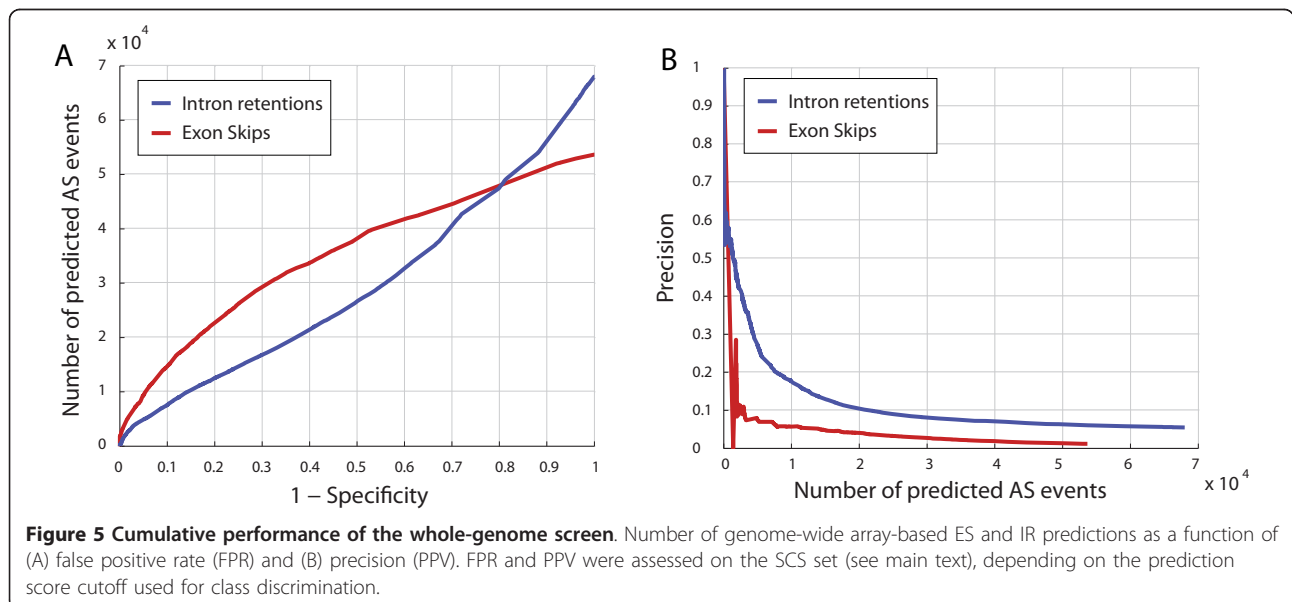 A
x 10^4
7
6
5
4
3
2
1
0
Number of predicted AS events
Intron retentions
Exon Skips
0 0.1 0.2 0.3 0.4 0.5 0.6 0.7 0.8 0.9 1
1 – Specificity
B
1
0.9
0.8
0.7
0.6
0.5
0.4
0.3
0.2
0.1
0
Precision
Intron retentions
Exon Skips
0 1 2 3 4 5 6 7
x 10^4
Number of predicted AS events
Figure 5 Cumulative performance of the whole-genome screen. Number of genome-wide array-based ES and IR predictions as a function of
(A) false positive rate (FPR) and (B) precision (PPV). FPR and PPV were assessed on the SCS set (see main text), depending on the prediction
score cutoff used for class discrimination.